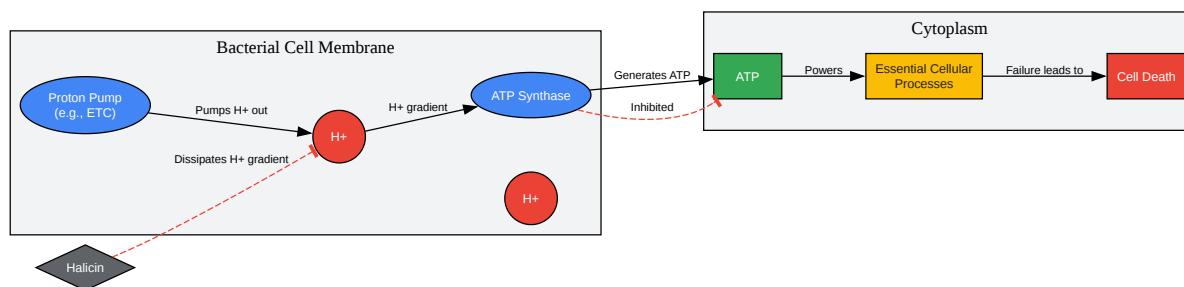 Bacterial Cell Membrane
Proton Pump
(e.g., ETC)
Pumps H+ out
H+
H+ gradient
ATP Synthase
Dissipates H+ gradient
H+
Halicin
Generates ATP
Inhibited
Cytoplasm
ATP
Powers
Essential Cellular
Processes
Failure leads to
Cell Death